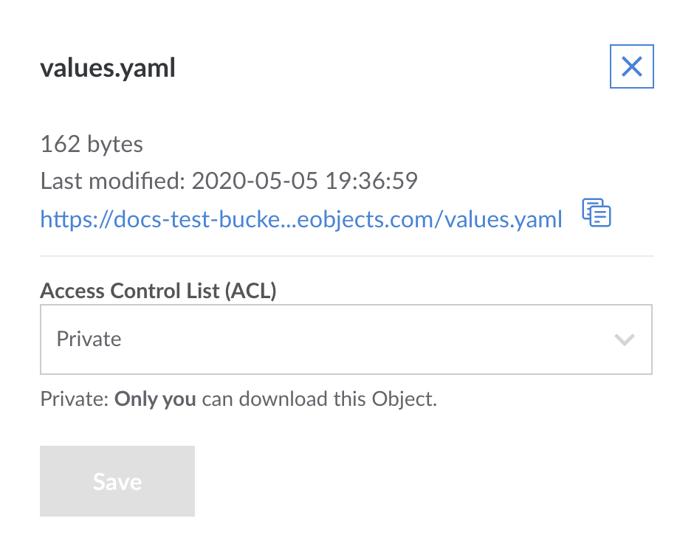 values.yaml
162 bytes
Last modified: 2020-05-05 19:36:59
https://docs-test-bucke...eobjects.com/values.yaml
Access Control List (ACL)
Private
Private: Only you can download this Object.
Save